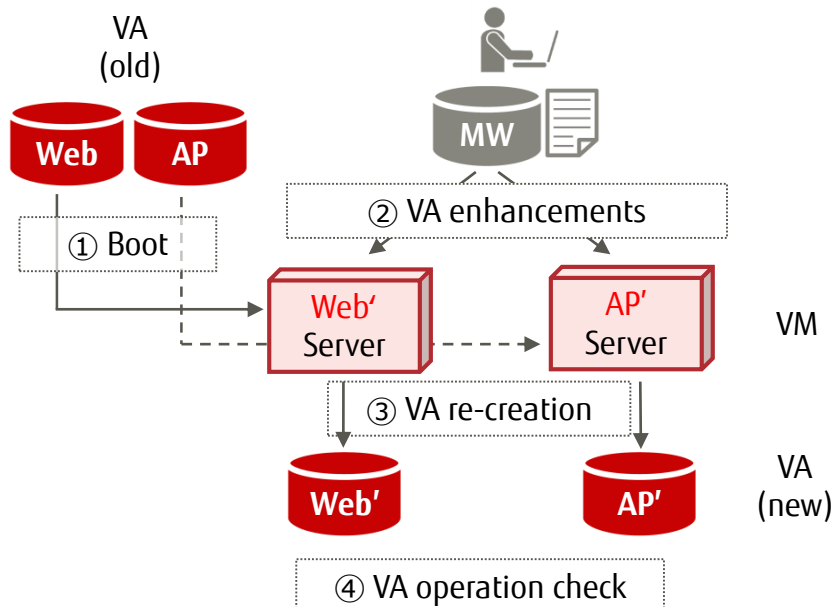 VA
(old)
Web
AP
MW
② VA enhancements
① Boot
Web‘
Server
AP’
Server
VM
③ VA re-creation
Web’
AP’
VA
(new)
④ VA operation check